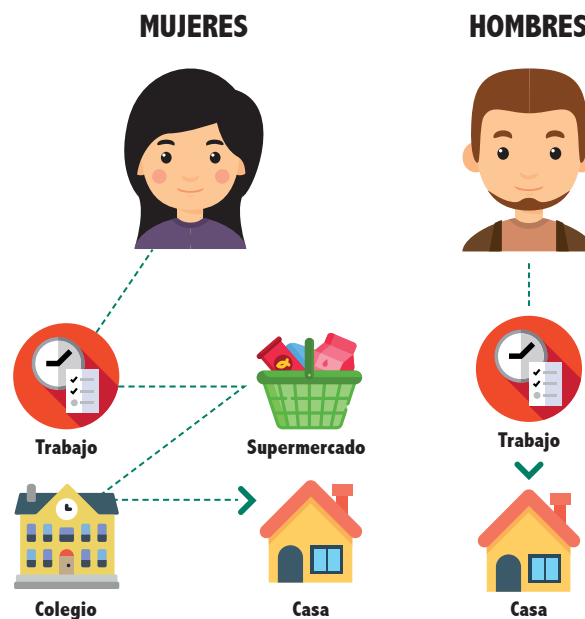 MUJERES
HOMBRES
Trabajo
Supermercado
Trabajo
Colegio
Casa
Casa